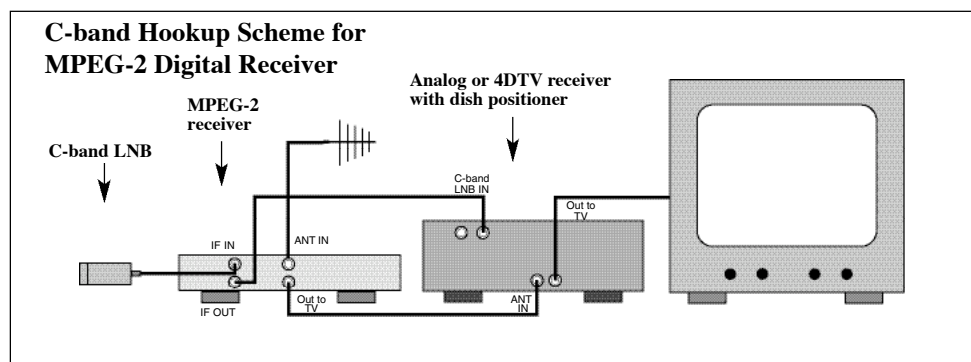 C-band Hookup Scheme for
MPEG-2 Digital Receiver
Analog or 4DTV receiver
with dish positioner
MPEG-2
receiver
C-band LNB
C-band
LNB IN
Out to
TV
IF IN
ANT IN
IF OUT
Out to
TV
ANT
IN